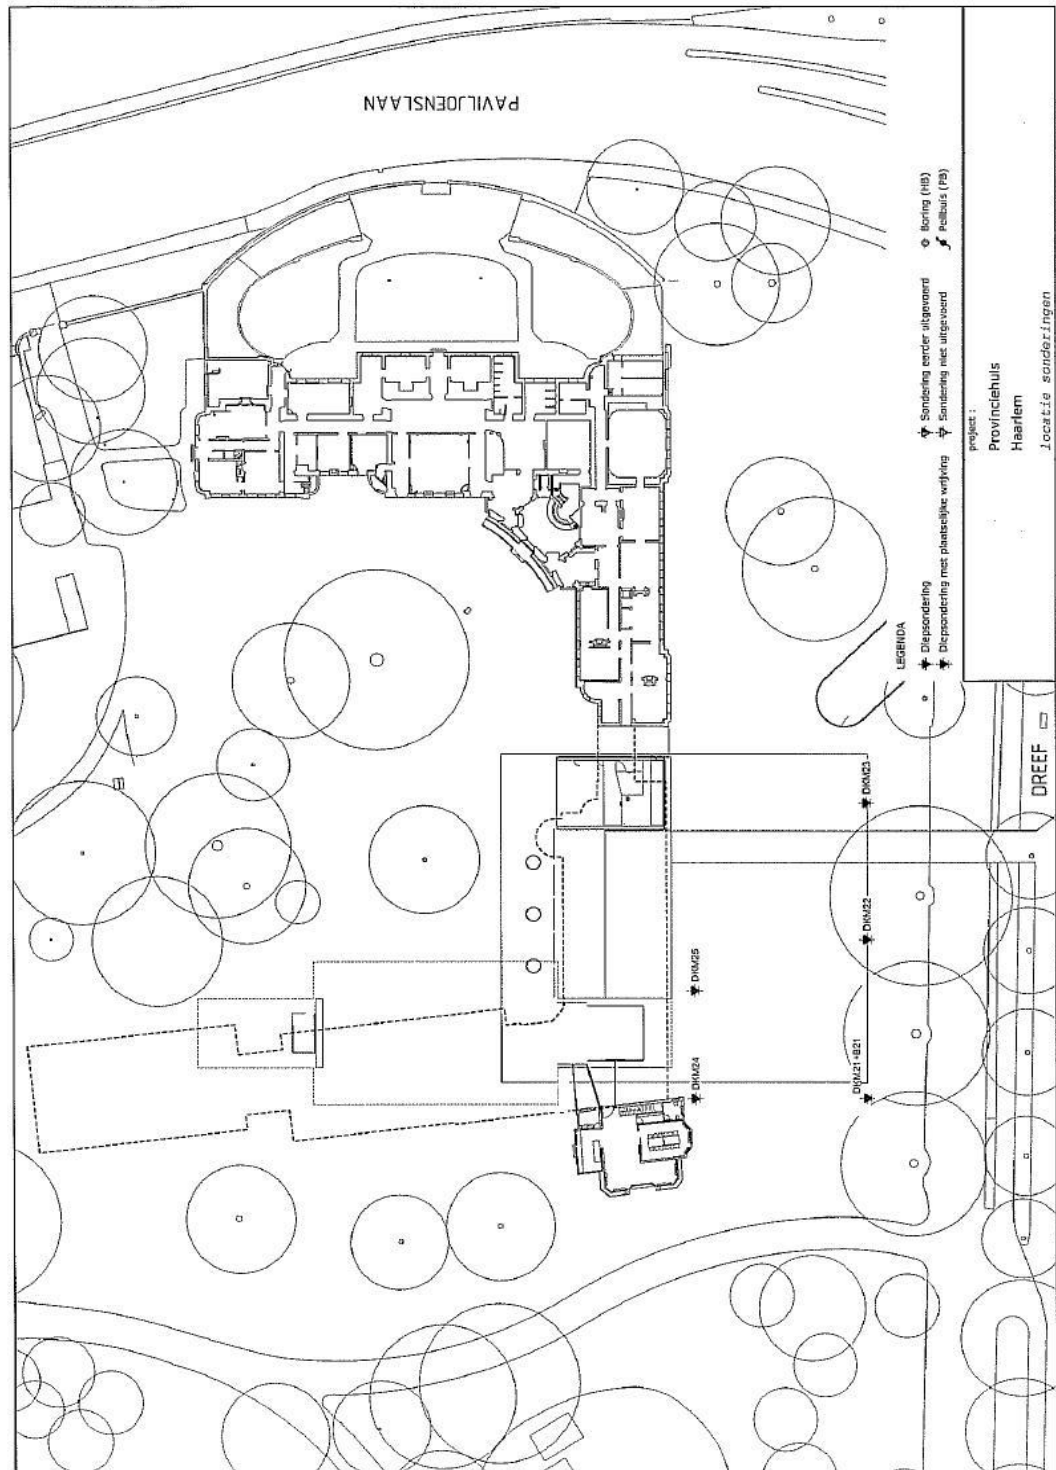 PAVILJOENSLAAN
LEGENDA
Diepsondering
Diepsondering met plaatselijke wrijving
Sondering eerder uitgevoerd
Sondering niet uitgevoerd
Boring (HB)
Peilbuis (PB)
project :
Provinciehuis
Haarlem
locatie sonderingen
DREEF
DKM23
DKM22
DKM25
DKM24
DKM21+B21